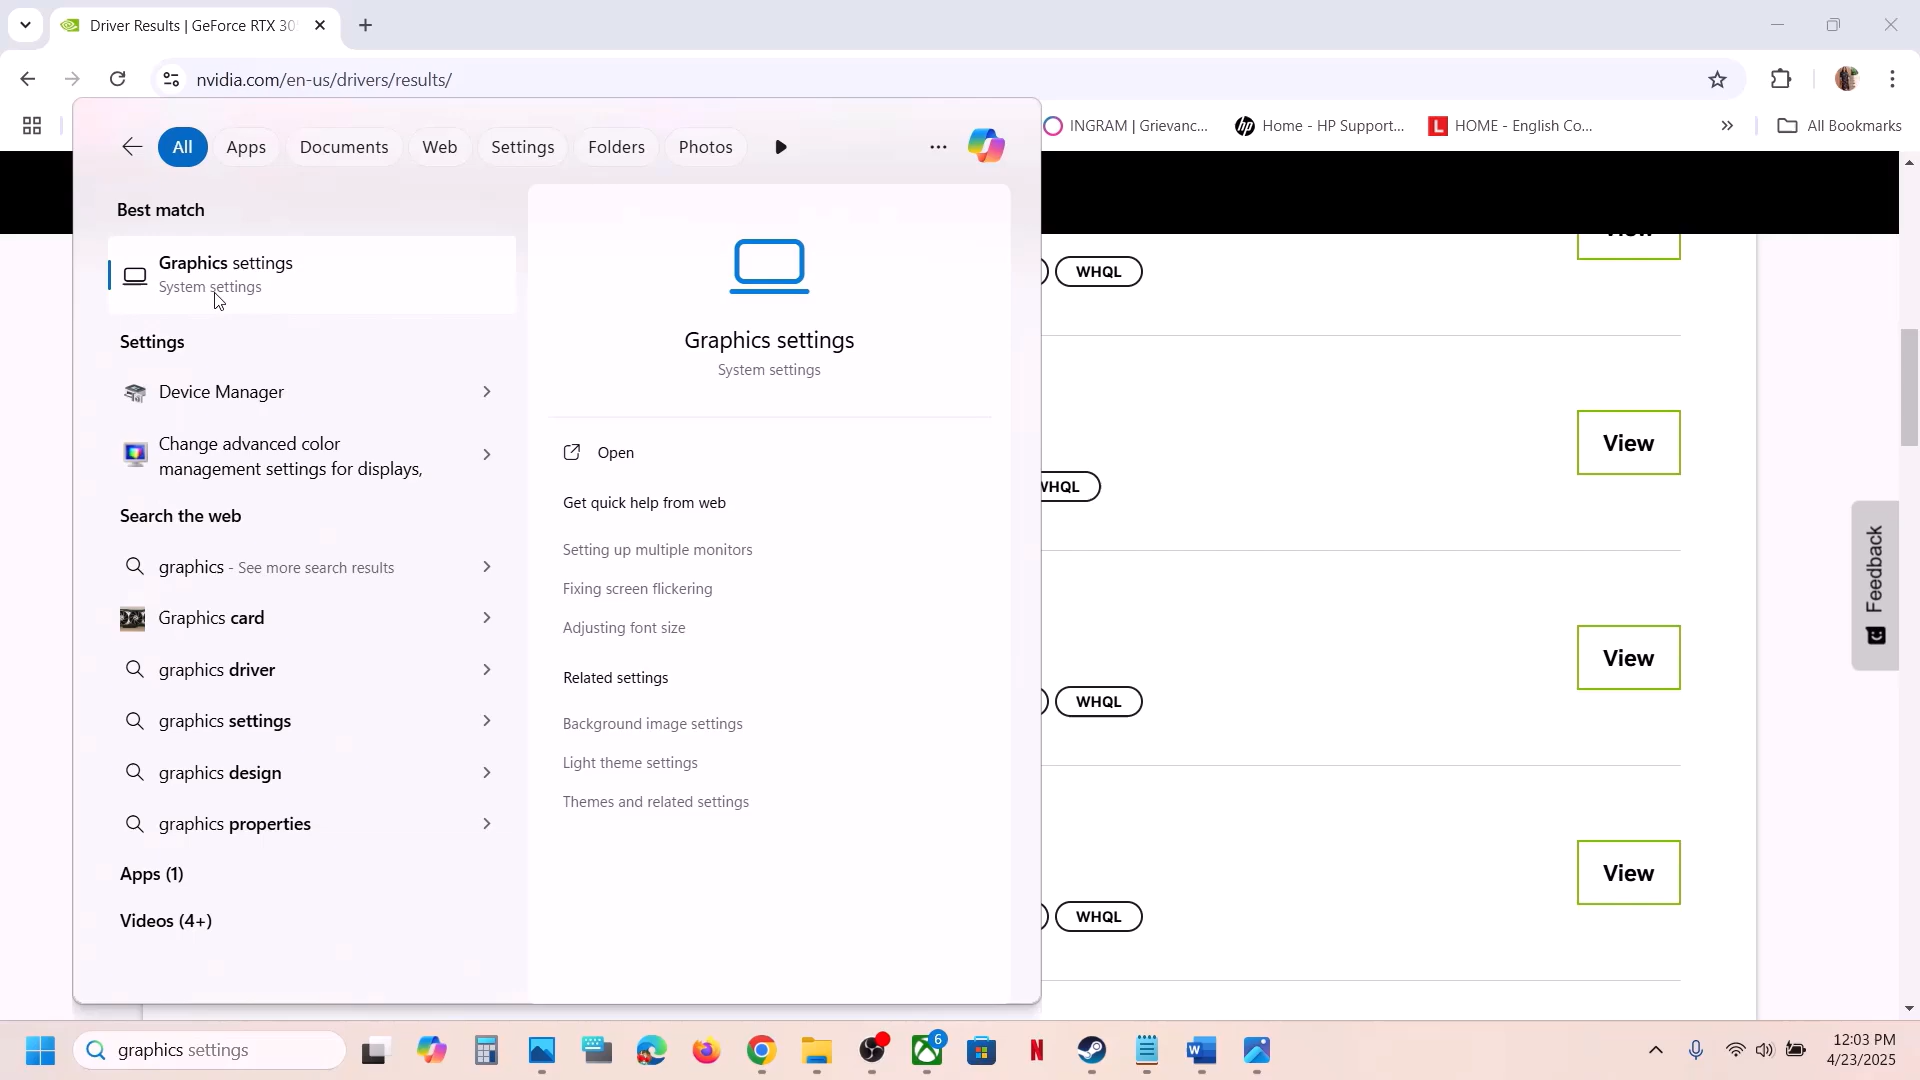 Driver Results | GeForce RTX 30
nvidia.com/en-us/drivers/results/
INGRAM | Grievanc...
Home - HP Support...
HOME - English Co...
All Bookmarks
All
Apps
Documents
Web
Settings
Folders
Photos
Best match
Graphics settings
System settings
Settings
Device Manager
Change advanced color
management settings for displays,
Search the web
graphics - See more search results
Graphics card
graphics driver
graphics settings
graphics design
graphics properties
Apps (1)
Videos (4+)
Graphics settings
System settings
Open
Get quick help from web
Setting up multiple monitors
Fixing screen flickering
Adjusting font size
Related settings
Background image settings
Light theme settings
Themes and related settings
WHQL
View
WHQL
View
WHQL
View
WHQL
Feedback
graphics settings
6
12:03 PM
4/23/2025